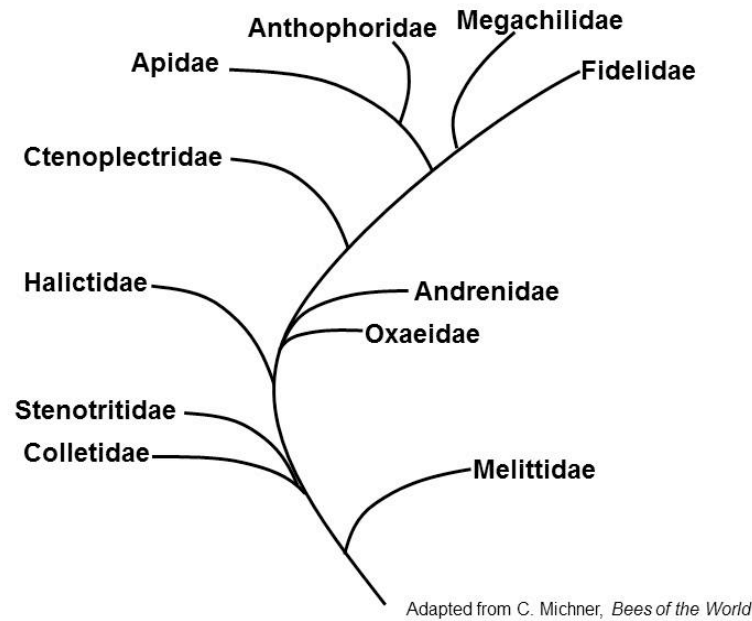 Anthophoridae
Megachilidae
Apidae
Fidelidae
Ctenoplectridae
Halictidae
Andrenidae
Oxaeidae
Stenotritidae
Colletidae
Melittidae
Adapted from C. Michner, Bees of the World